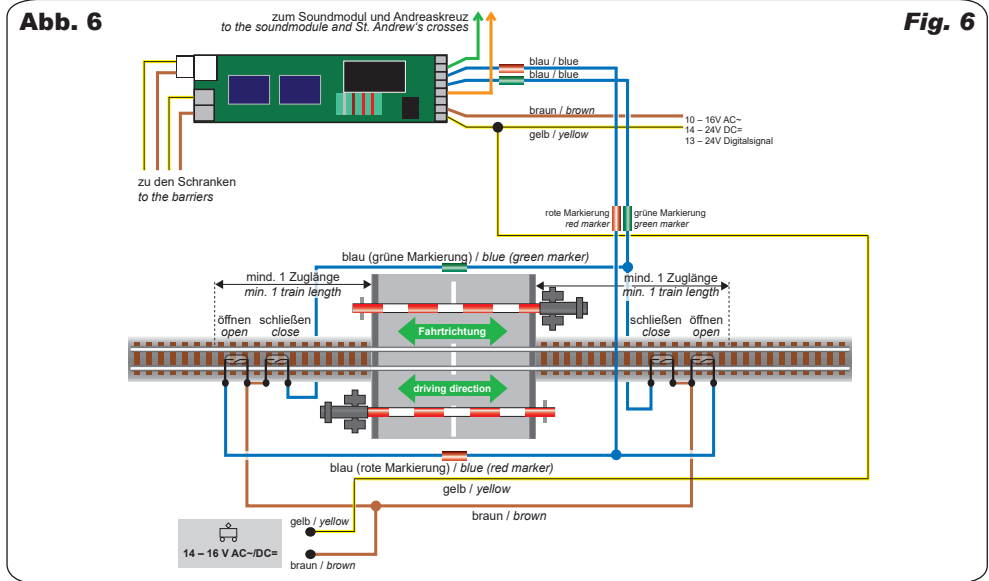 Abb. 6
Fig. 6
zum Soundmodul und Andreaskreuz
to the soundmodule and St. Andrew's crosses
blau / blue
blau / blue
braun / brown
gelb / yellow
10 – 16V AC~
14 – 24V DC=
13 – 24V Digitalsignal
zu den Schranken
to the barriers
rote Markierung
red marker
grüne Markierung
green marker
blau (grüne Markierung) / blue (green marker)
mind. 1 Zuglänge
min. 1 train length
mind. 1 Zuglänge
min. 1 train length
öffnen
open
schließen
close
Fahrtrichtung
schließen
close
öffnen
open
driving direction
blau (rote Markierung) / blue (red marker)
gelb / yellow
braun / brown
gelb / yellow
14 – 16 V AC~/DC=
braun / brown